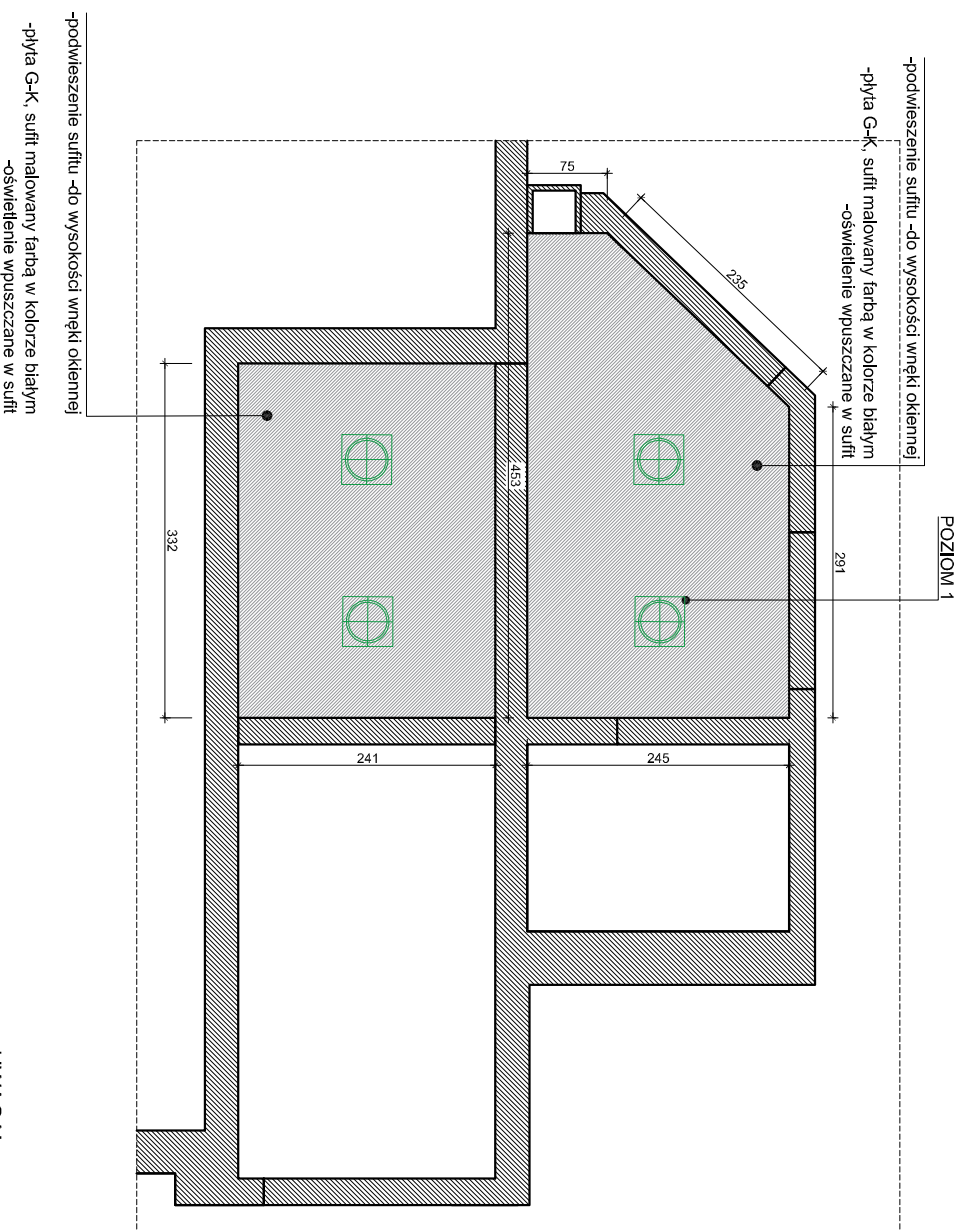 -podwieszenie sufitu -do wysokości wnęki okiennej
-płyta G-K, sufit malowany farbą w kolorze białym
-oświetlenie wpuszczane w sufit
POZIOM 1
75
235
291
453
332
241
245
-podwieszenie sufitu -do wysokości wnęki okiennej
-płyta G-K, sufit malowany farbą w kolorze białym
-oświetlenie wpuszczane w sufit